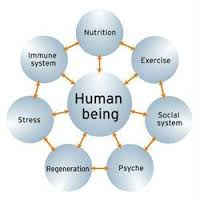 Nutrition
Immune
system
Exercise
Human
being
Stress
Social
system
Regeneration
Psyche